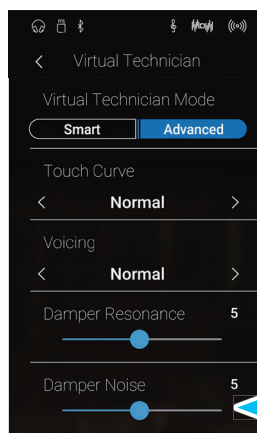 Virtual Technician
Virtual Technician Mode
Smart Advanced
Touch Curve
Normal
Voicing
Normal
Damper Resonance 5
Damper Noise 5